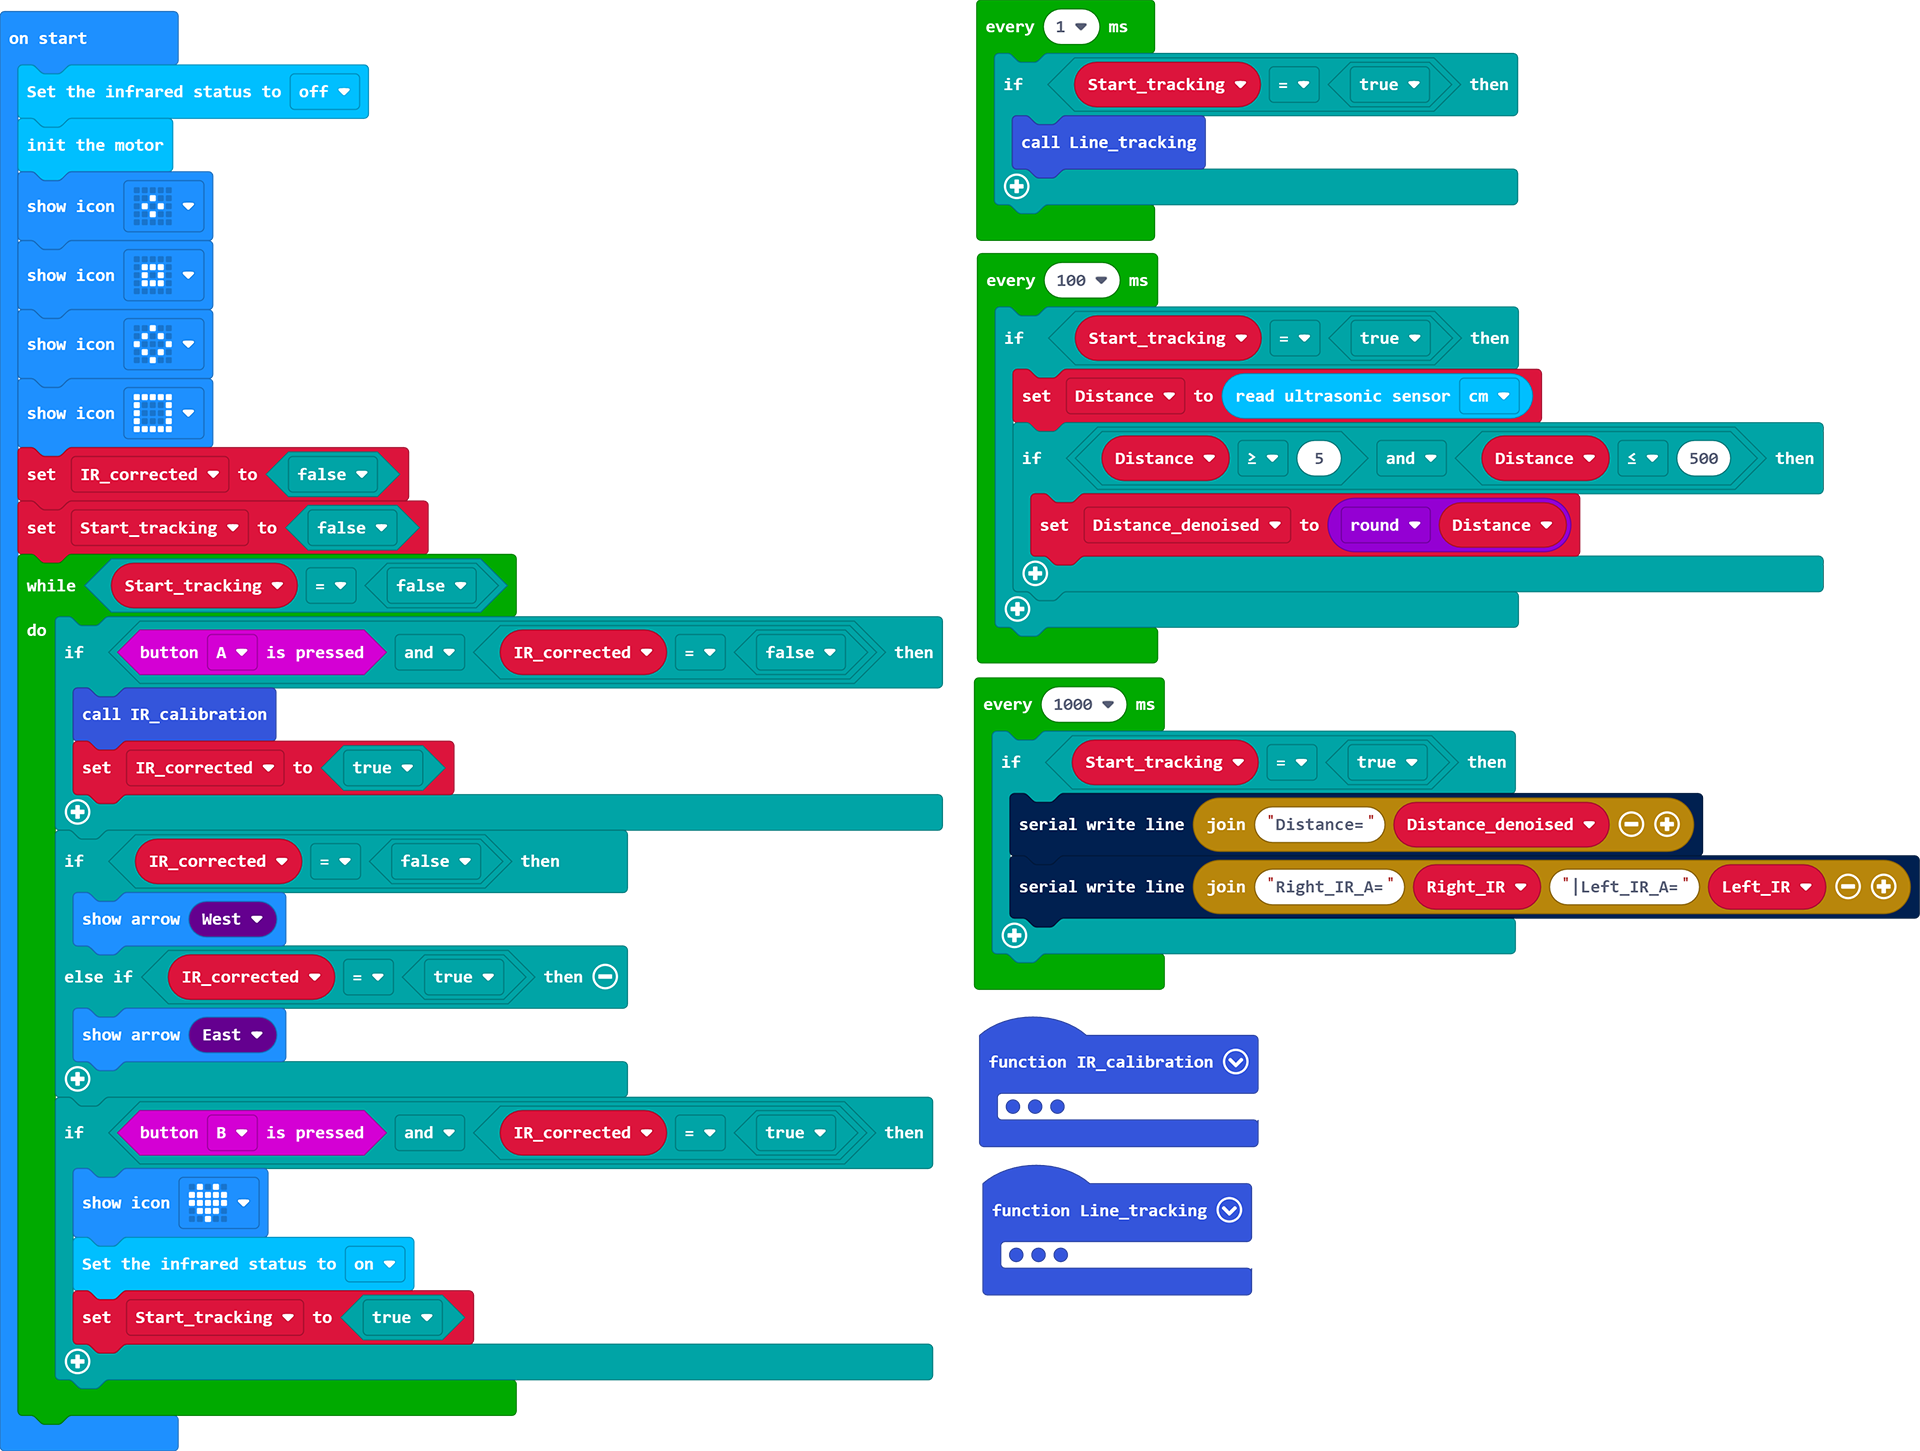 on start
Set the infrared status to off
init the motor
show icon
show icon
show icon
show icon
set IR_corrected to false
set Start_tracking to false
while Start_tracking = false
do
if button A is pressed and IR_corrected = false then
call IR_calibration
set IR_corrected to true
if IR_corrected = false then
show arrow West
else if IR_corrected = true then
show arrow East
if button B is pressed and IR_corrected = true then
show icon
Set the infrared status to on
set Start_tracking to true
every 1 ms
if Start_tracking = true then
call Line_tracking
every 100 ms
if Start_tracking = true then
set Distance to read ultrasonic sensor cm
if Distance ≥ 5 and Distance ≤ 500 then
set Distance_denoised to round Distance
every 1000 ms
if Start_tracking = true then
serial write line join "Distance=" Distance_denoised
serial write line join "Right_IR_A=" Right_IR "|Left_IR_A=" Left_IR
function IR_calibration
function Line_tracking